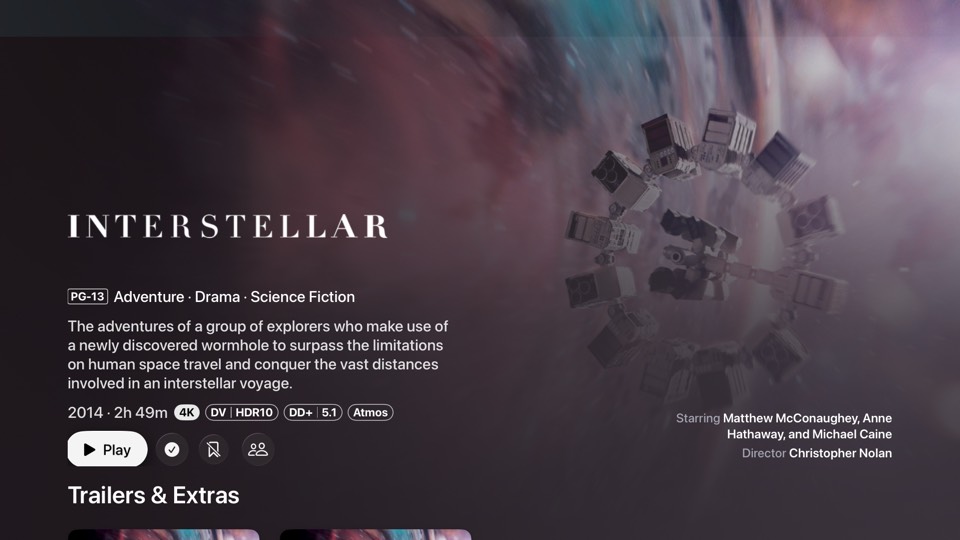 INTERSTELLAR
PG-13 Adventure · Drama · Science Fiction
The adventures of a group of explorers who make use of
a newly discovered wormhole to surpass the limitations
on human space travel and conquer the vast distances
involved in an interstellar voyage.
2014 · 2h 49m 4K DV | HDR10 DD+ | 5.1 Atmos
Starring Matthew McConaughey, Anne
Hathaway, and Michael Caine
Director Christopher Nolan
Play
Trailers & Extras